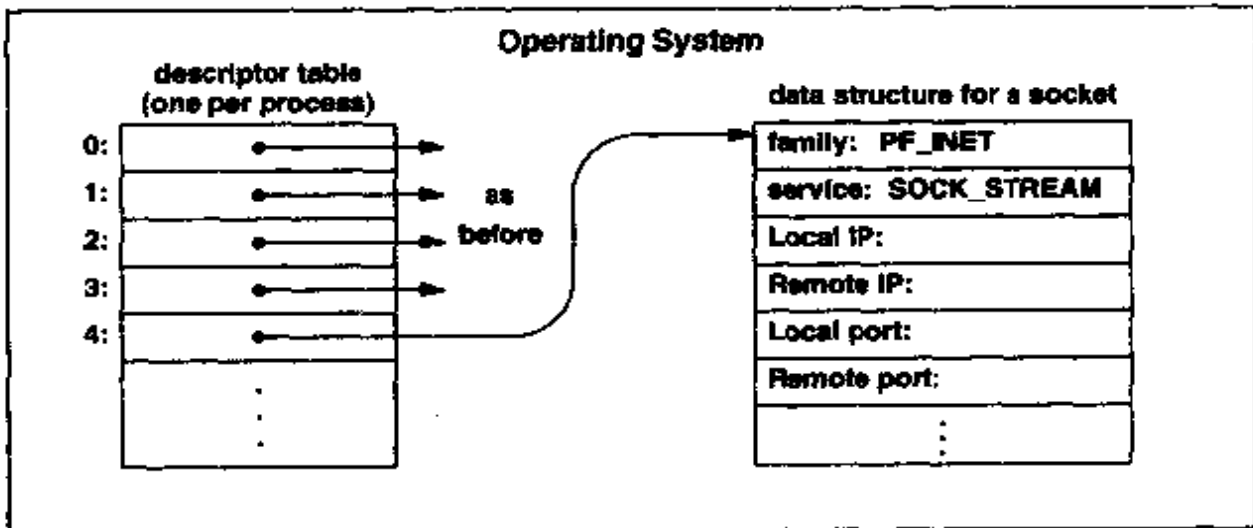 Operating System
descriptor table
(one per process)
0:
1:
2:
3:
4:
as
before
data structure for a socket
family: PF_INET
service: SOCK_STREAM
Local IP:
Remote IP:
Local port:
Remote port: